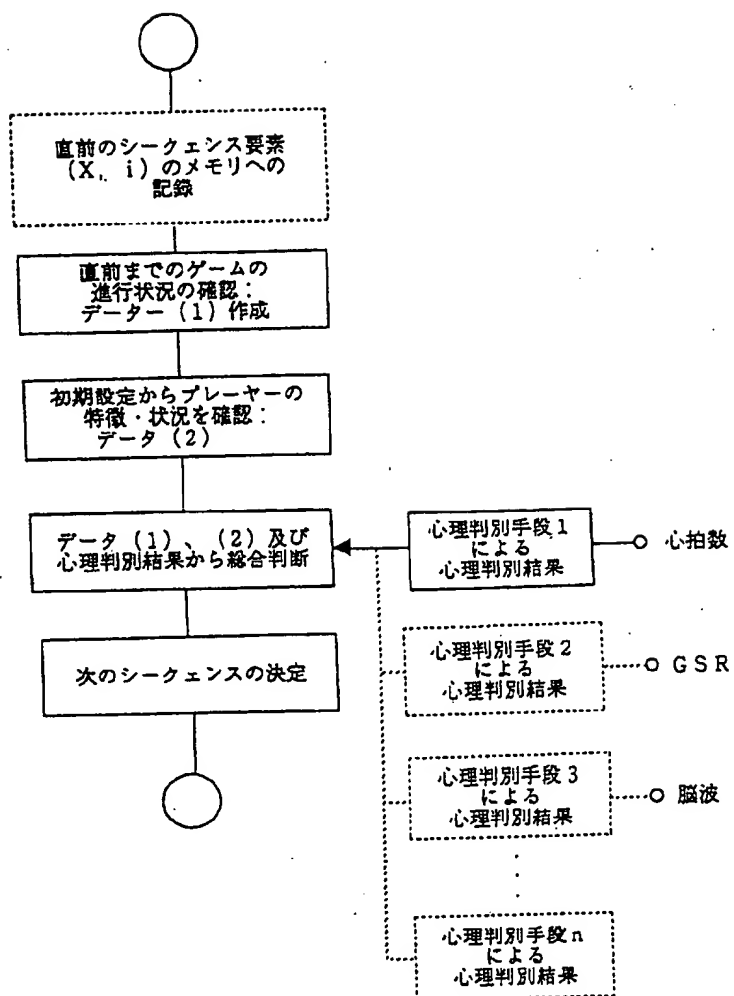 直前のシークェンス要素
(X, i) のメモリへの
記録
直前までのゲームの
進行状況の確認:
データー (1) 作成
初期設定からプレーヤーの
特徴・状況を確認:
データ (2)
データ (1)、(2) 及び
心理判別結果から総合判断
次のシークェンスの決定
心理判別手段1
による
心理判別結果
心拍数
心理判別手段2
による
心理判別結果
GSR
心理判別手段3
による
心理判別結果
脳波
心理判別手段n
による
心理判別結果